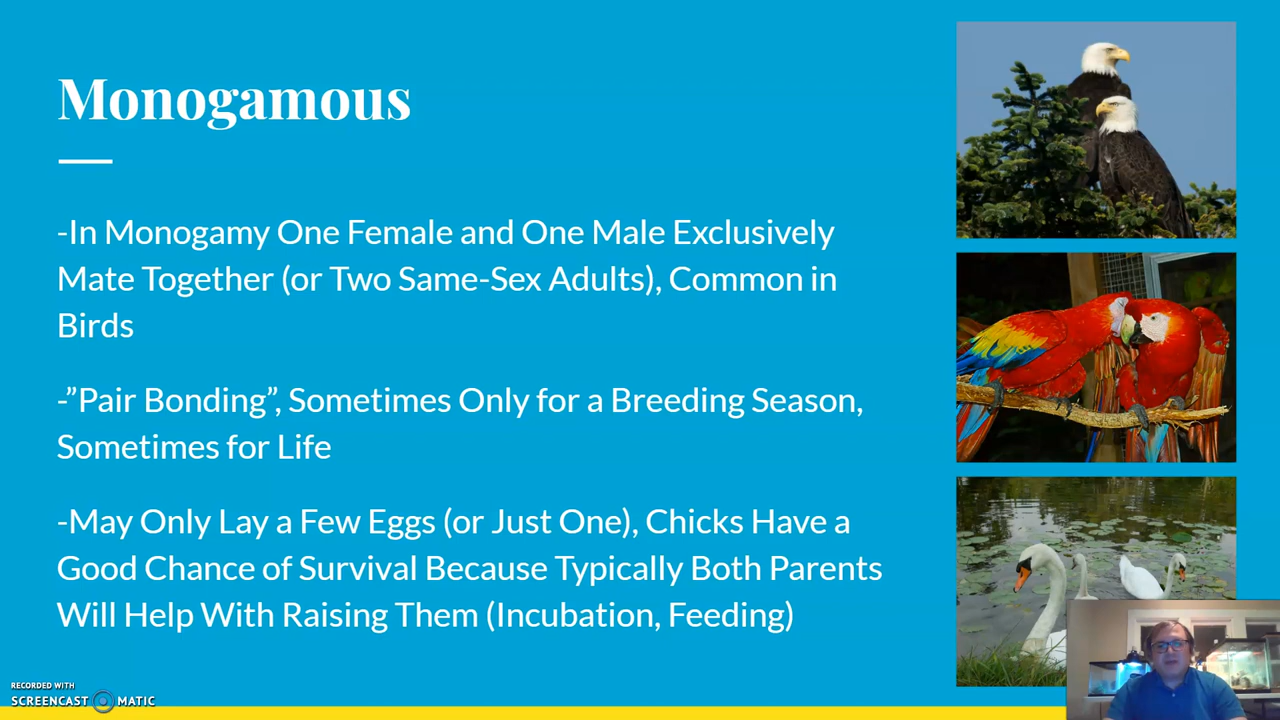 Monogamous
-In Monogamy One Female and One Male Exclusively
Mate Together (or Two Same-Sex Adults), Common in
Birds
-”Pair Bonding”, Sometimes Only for a Breeding Season,
Sometimes for Life
-May Only Lay a Few Eggs (or Just One), Chicks Have a
Good Chance of Survival Because Typically Both Parents
Will Help With Raising Them (Incubation, Feeding)
RECORDED WITH
SCREENCAST MATIC